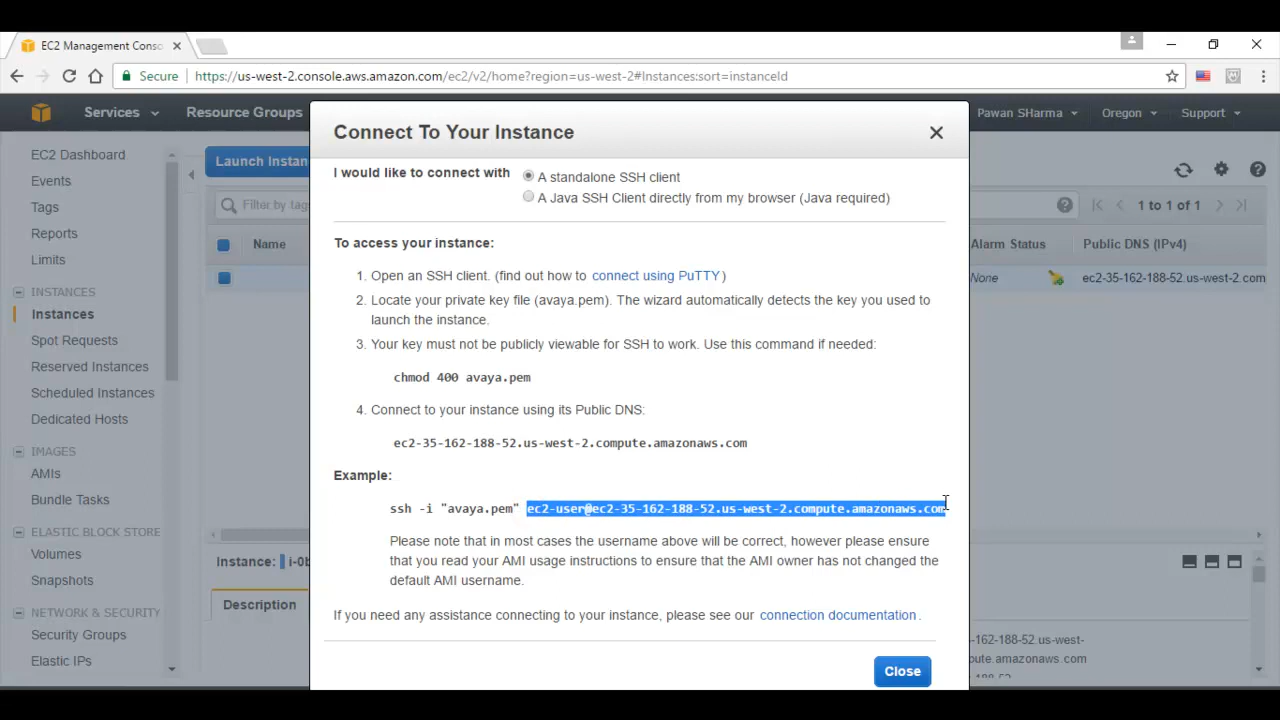 EC2 Management Conso
Secure
https://us-west-2.console.aws.amazon.com/ec2/v2/home?region=us-west-2#Instances:sort=instanceId
Services
Resource Groups
Pawan SHarma
Oregon
Support
EC2 Dashboard
Events
Tags
Reports
Limits
INSTANCES
Instances
Spot Requests
Reserved Instances
Scheduled Instances
Dedicated Hosts
IMAGES
AMIs
Bundle Tasks
ELASTIC BLOCK STORE
Volumes
Snapshots
NETWORK & SECURITY
Security Groups
Elastic IPs
Launch Instan
Filter by tags
1 to 1 of 1
Name
Alarm Status
Public DNS (IPv4)
None
ec2-35-162-188-52.us-west-2.com
Connect To Your Instance
I would like to connect with
A standalone SSH client
A Java SSH Client directly from my browser (Java required)
To access your instance:
1. Open an SSH client. (find out how to connect using PuTTY)
2. Locate your private key file (avaya.pem). The wizard automatically detects the key you used to
launch the instance.
3. Your key must not be publicly viewable for SSH to work. Use this command if needed:
chmod 400 avaya.pem
4. Connect to your instance using its Public DNS:
ec2-35-162-188-52.us-west-2.compute.amazonaws.com
Example:
ssh -i "avaya.pem" ec2-user@ec2-35-162-188-52.us-west-2.compute.amazonaws.com
Please note that in most cases the username above will be correct, however please ensure
that you read your AMI usage instructions to ensure that the AMI owner has not changed the
default AMI username.
If you need any assistance connecting to your instance, please see our connection documentation.
Close
Instance: i-0b
Description
-162-188-52.us-west-
pute.amazonaws.com